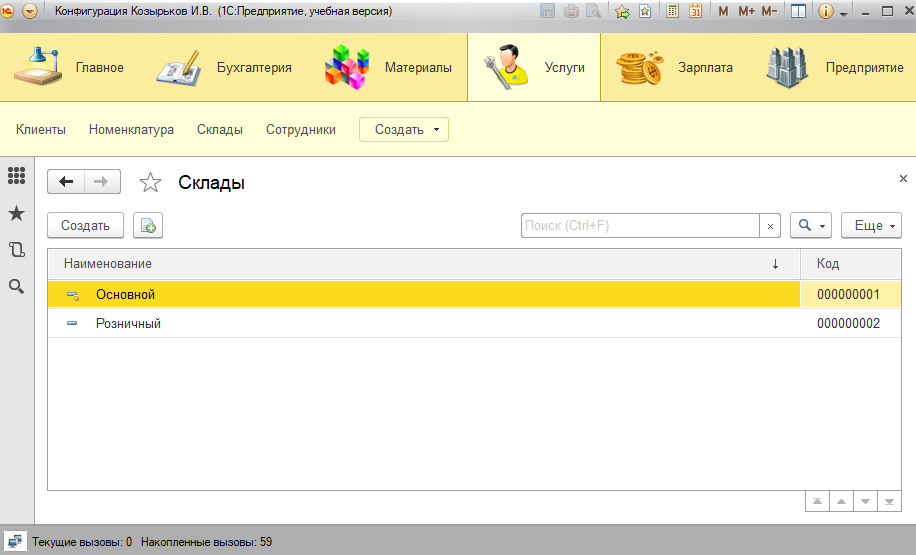 Конфигурация Козырьков И.В. (1С:Предприятие, учебная версия)
M M+ M-
Главное Бухгалтерия Материалы Услуги Зарплата Предприятие
Клиенты Номенклатура Склады Сотрудники Создать
Склады
Создать Поиск (Ctrl+F) Еще
Наименование Код
Основной 000000001
Розничный 000000002
Текущие вызовы: 0 Накопленные вызовы: 59